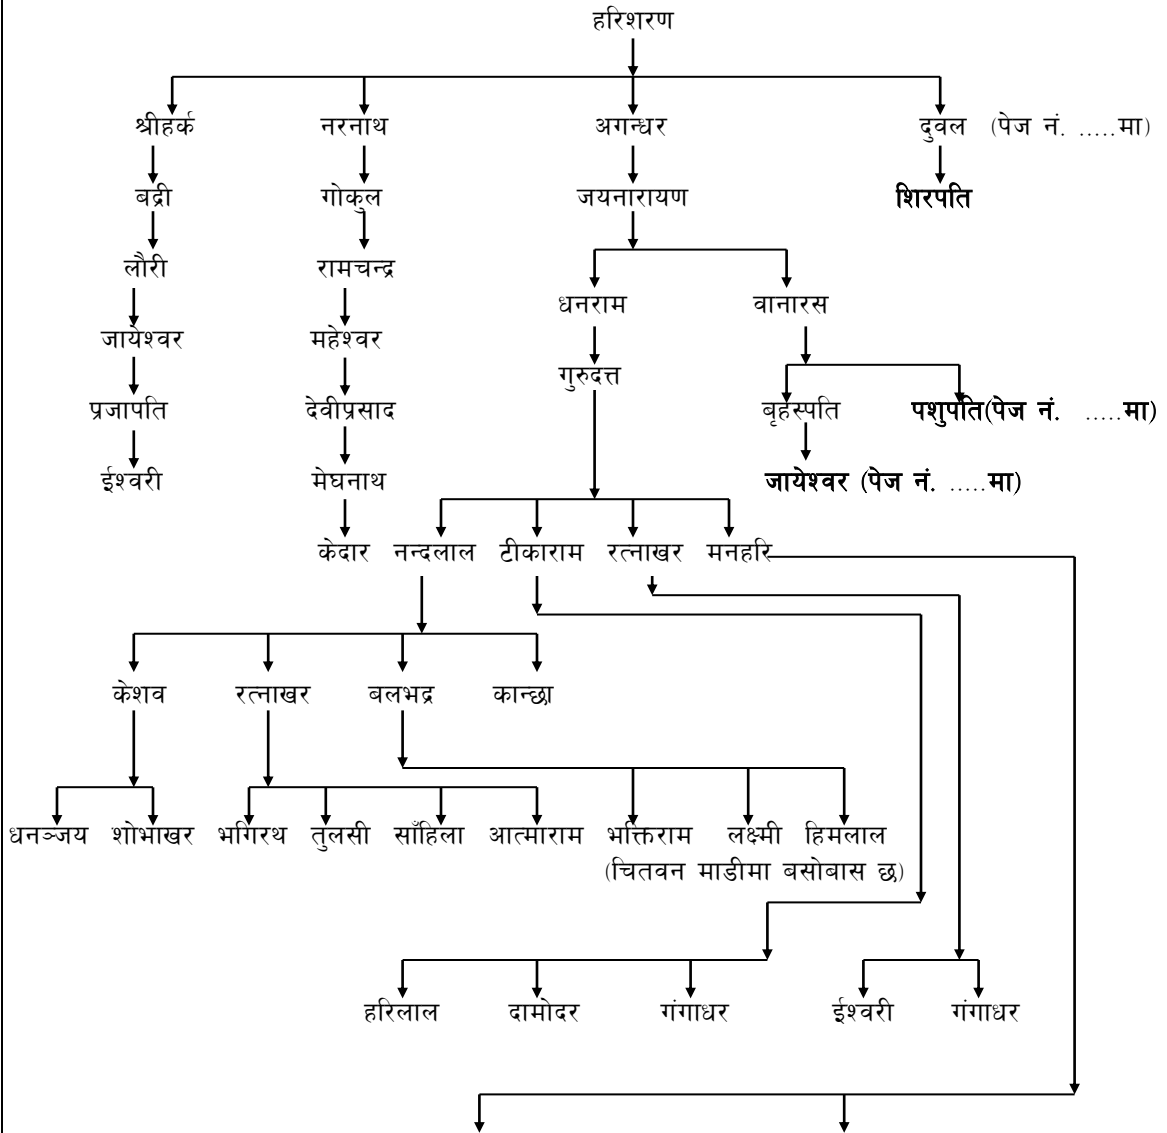 हरिशरण
श्रीहर्क नरनाथ अगन्धर दुवल (पेज नं. .....मा)
बद्री गोकुल जयनारायण शिरपति
लौरी रामचन्द्र
धनराम वानारस
जायेश्वर महेश्वर
गुरुदत्त
प्रजापति देवीप्रसाद बृहस्पति पशुपति(पेज नं. .....मा)
ईश्वरी मेघनाथ जायेश्वर (पेज नं. .....मा)
केदार नन्दलाल टीकाराम रत्नाखर मनहरि
केशव रत्नाखर बलभद्र कान्छा
धनञ्जय शोभाखर भगिरथ तुलसी साँहिला आत्माराम भक्तिराम लक्ष्मी हिमलाल
(चितवन माडीमा बसोबास छ)
हरिलाल दामोदर गंगाधर ईश्वरी गंगाधर